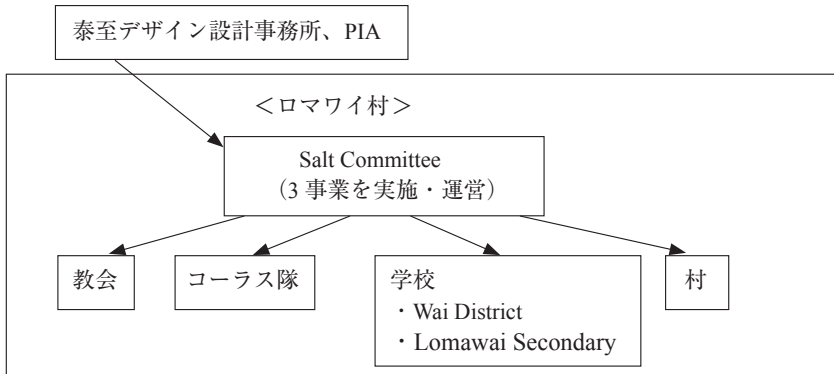 泰至デザイン設計事務所、PIA
＜ロマワイ村＞
Salt Committee
（3 事業を実施・運営）
教会
コーラス隊
学校
・Wai District
・Lomawai Secondary
村